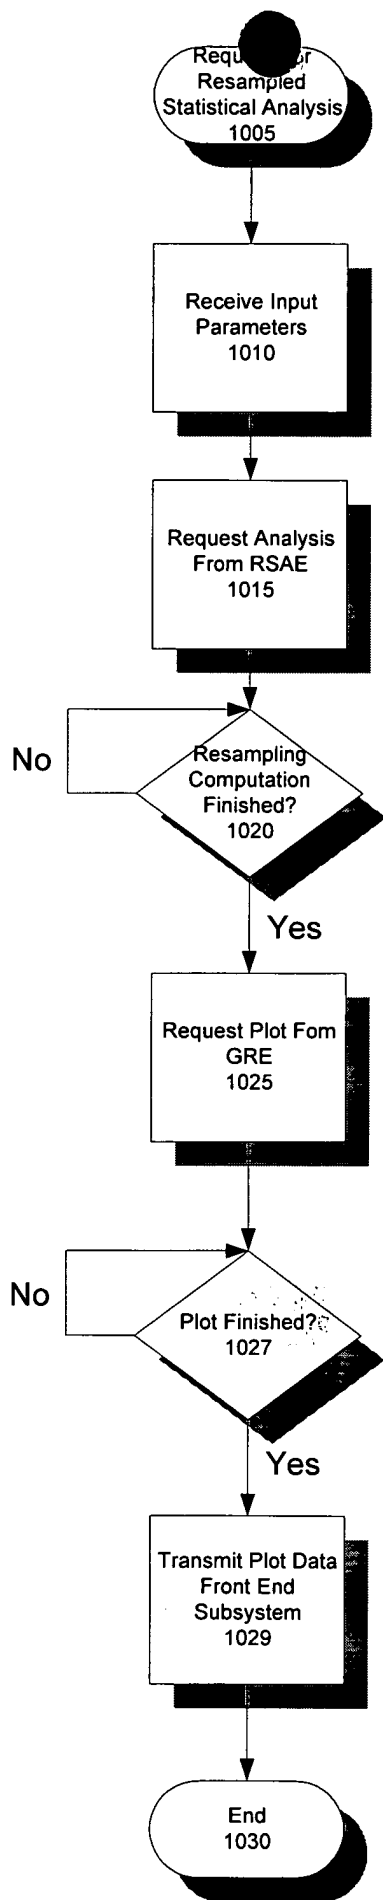 Resampled
Statistical Analysis
1005
Receive Input
Parameters
1010
Request Analysis
From RSAE
1015
No
Resampling
Computation
Finished?
1020
Yes
Request Plot Fom
GRE
1025
No
Plot Finished?
1027
Yes
Transmit Plot Data
Front End
Subsystem
1029
End
1030